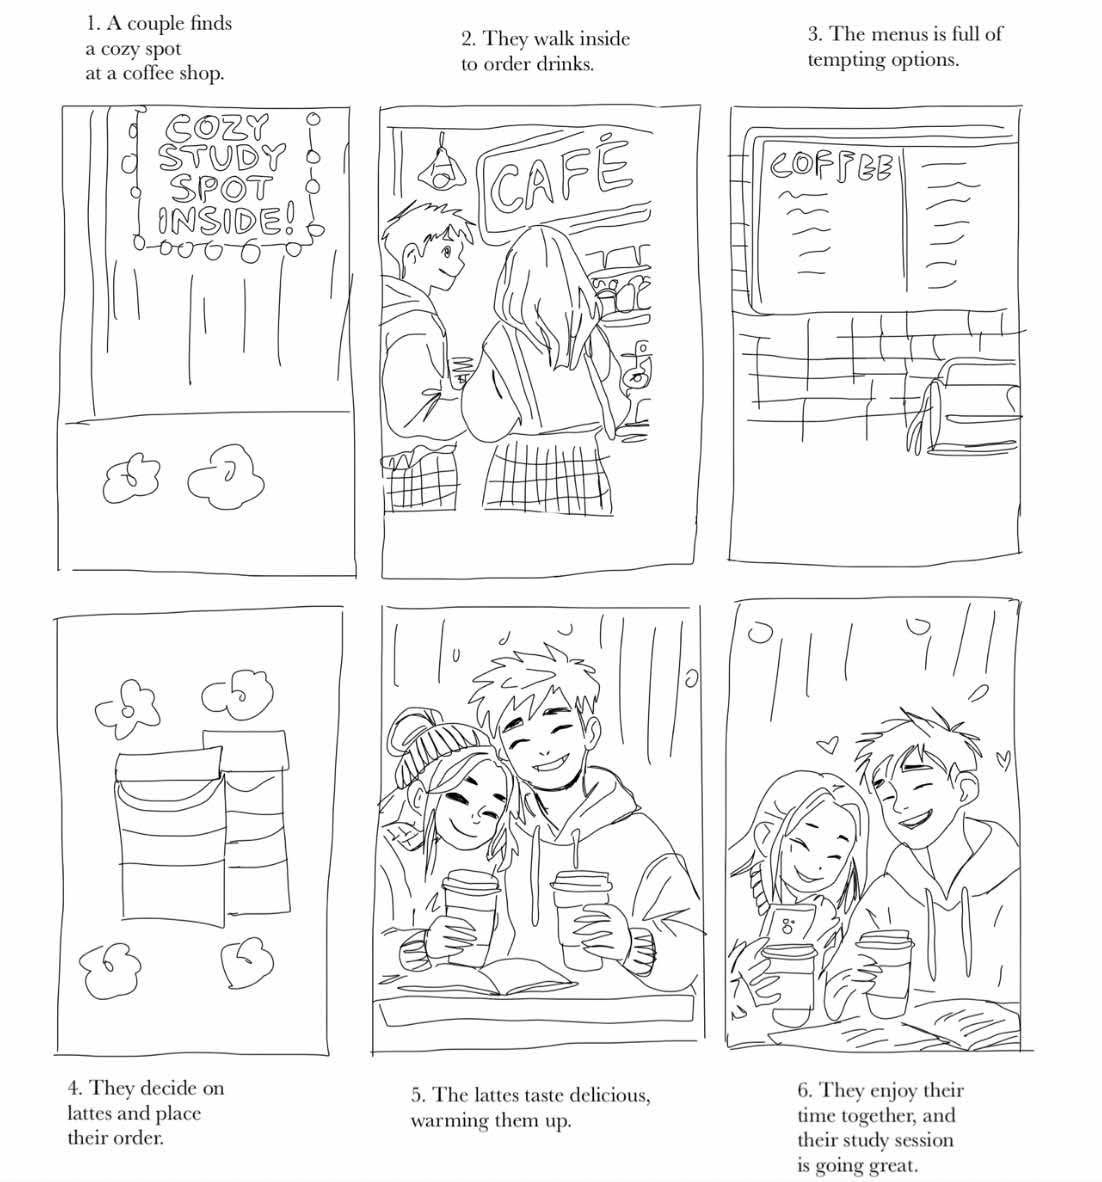 1. A couple finds
a cozy spot
at a coffee shop.
2. They walk inside
to order drinks.
3. The menus is full of
tempting options.
COZY
STUDY
SPOT
INSIDE!
CAFÉ
COFFEE
4. They decide on
lattes and place
their order.
5. The lattes taste delicious,
warming them up.
6. They enjoy their
time together, and
their study session
is going great.